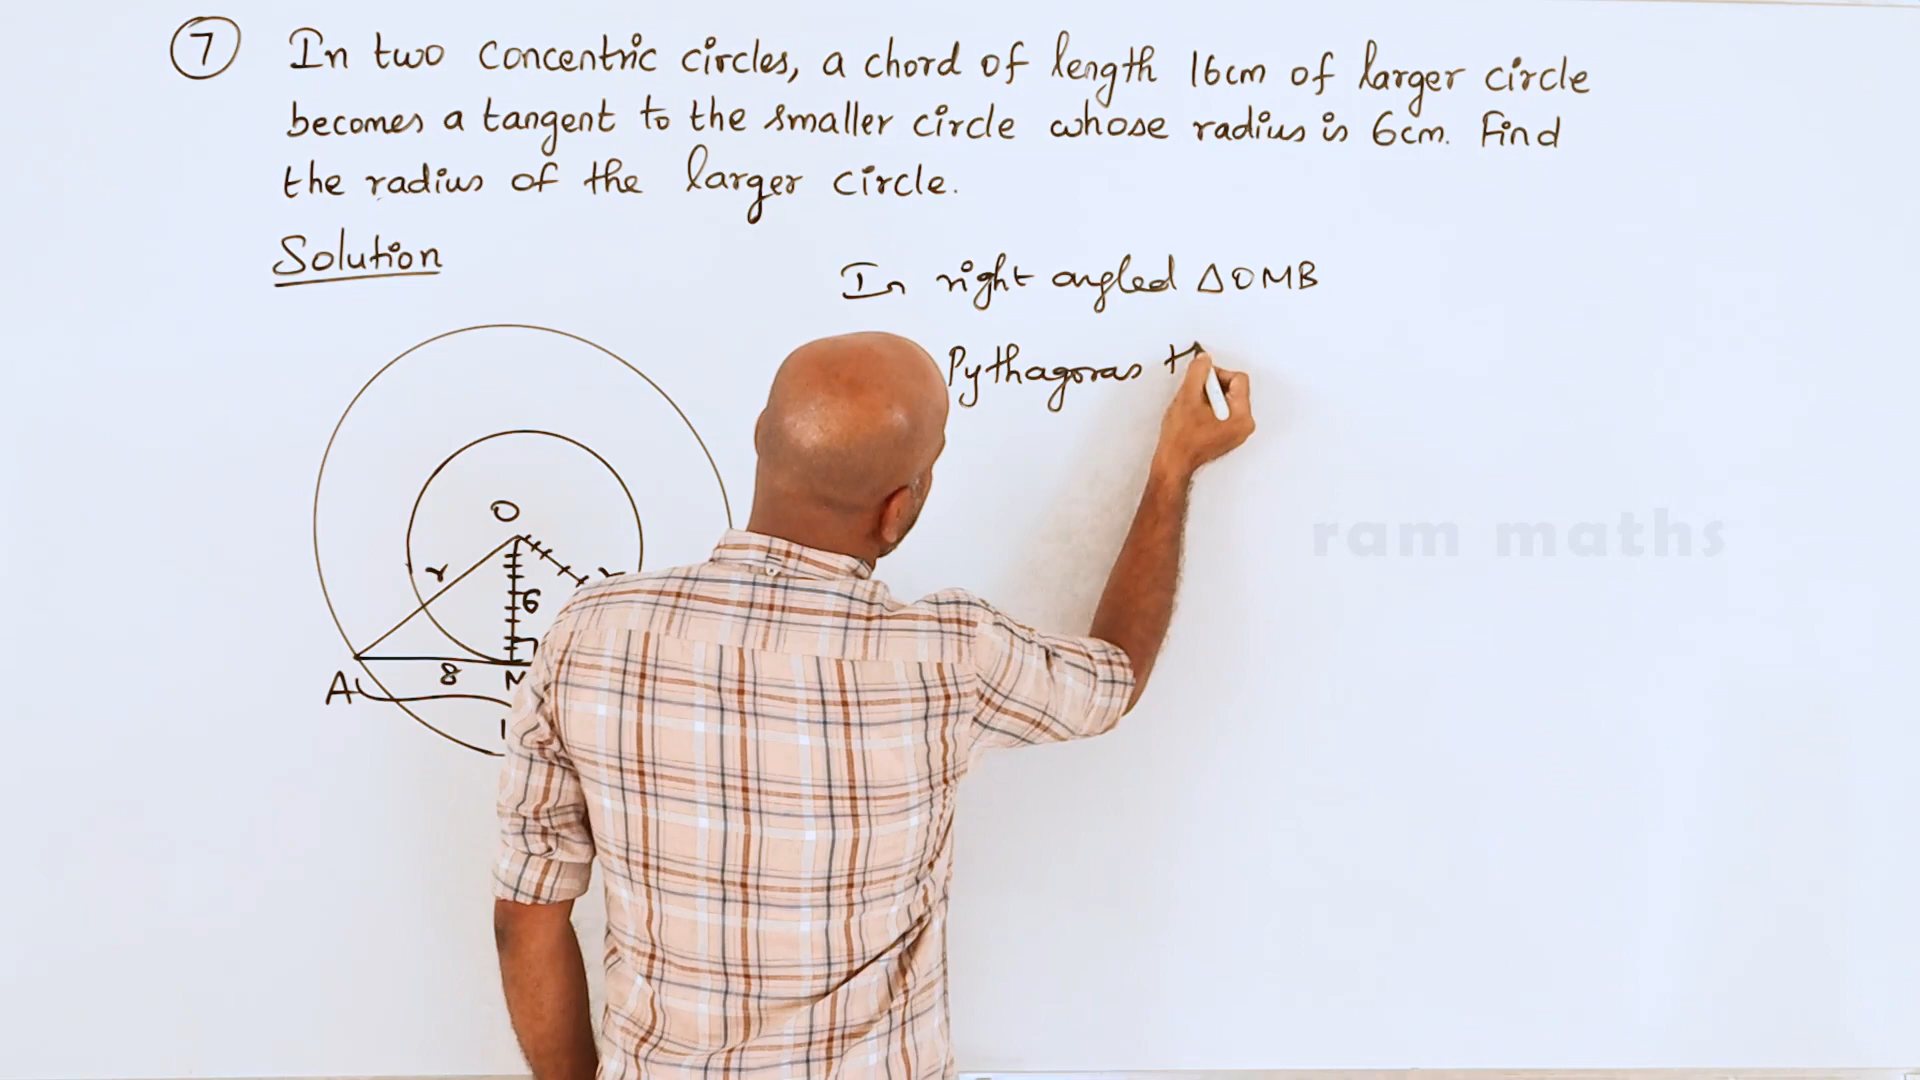 7 In two concentric circles, a chord of length 16cm of larger circle
becomes a tangent to the smaller circle whose radius is 6cm. Find
the radius of the larger circle.
Solution
In right angled △OMB
Pythagoras
O
r
6
8
A
M
ram maths